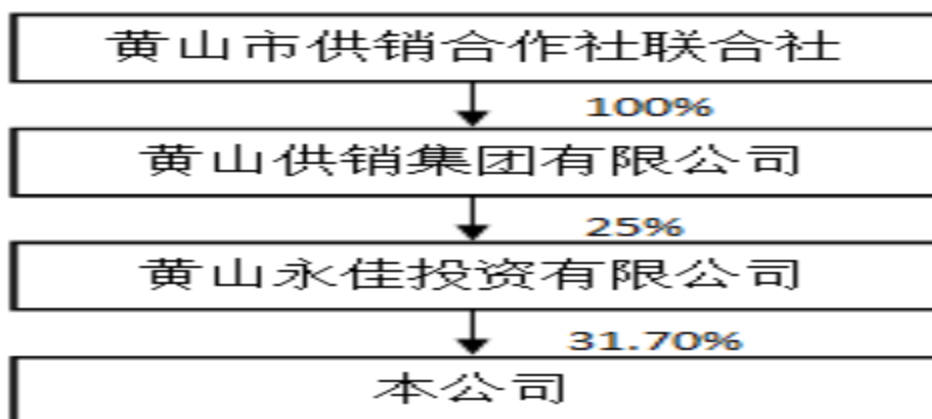 黄山市供销合作社联合社
100%
黄山供销集团有限公司
25%
黄山永佳投资有限公司
31.70%
本公司